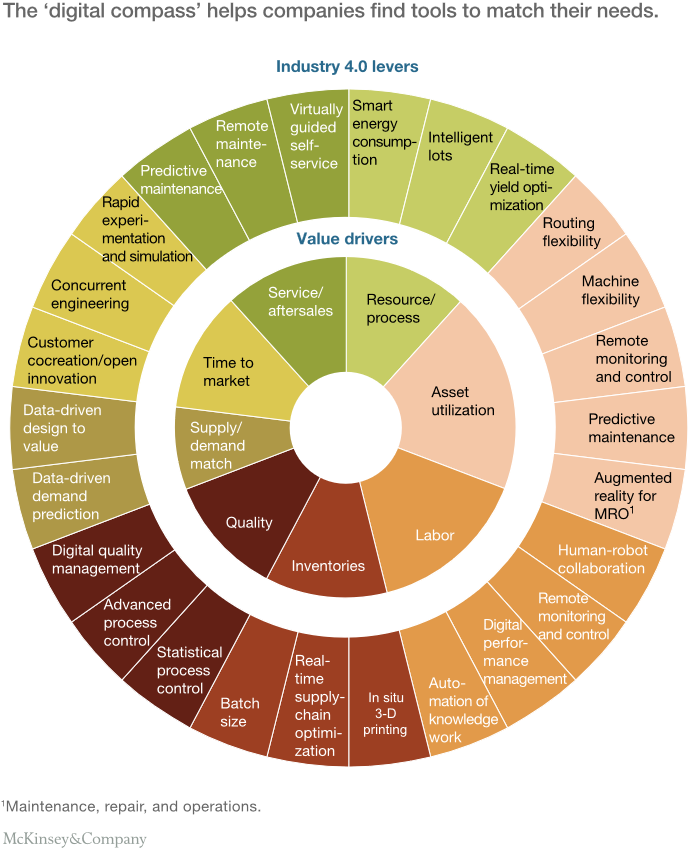 The ‘digital compass’ helps companies find tools to match their needs.
Industry 4.0 levers
Smart
energy
consump-
tion
Intelligent
lots
Real-time
yield opti-
mization
Routing
flexibility
Machine
flexibility
Remote
monitoring
and control
Predictive
maintenance
Augmented
reality for
MRO¹
Human-robot
collaboration
Remote
monitoring
and control
Digital
perfor-
mance
management
Auto-
mation of
knowledge
work
In situ
3-D
printing
Real-
time
supply-
chain
optimi-
zation
Batch
size
Statistical
process
control
Advanced
process
control
Digital quality
management
Data-driven
demand
prediction
Data-driven
design to
value
Customer
cocreation/open
innovation
Concurrent
engineering
Rapid
experi-
mentation
and simulation
Predictive
maintenance
Remote
mainte-
nance
Virtually
guided
self-
service
Value drivers
Resource/
process
Asset
utilization
Labor
Inventories
Quality
Supply/
demand
match
Time to
market
Service/
aftersales
¹Maintenance, repair, and operations.
McKinsey&Company